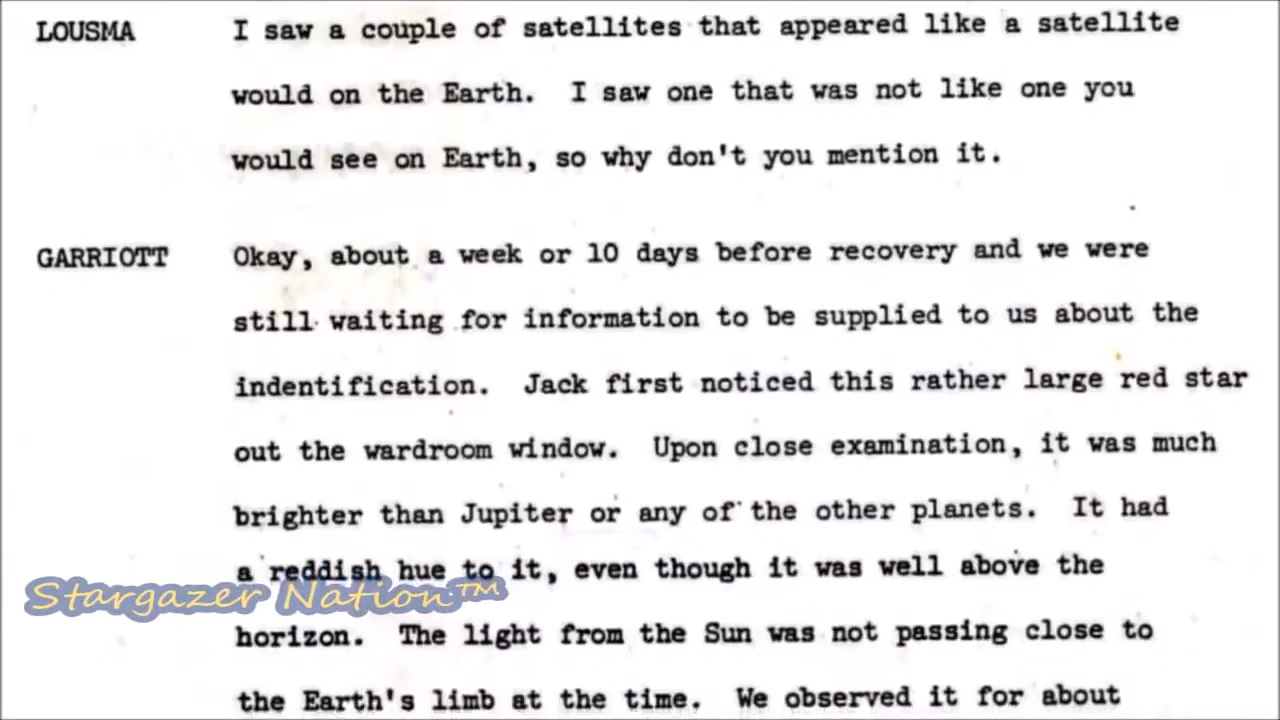 LOUSMA I saw a couple of satellites that appeared like a satellite
would on the Earth. I saw one that was not like one you
would see on Earth, so why don't you mention it.
GARRIOTT Okay, about a week or 10 days before recovery and we were
still waiting for information to be supplied to us about the
indentification. Jack first noticed this rather large red star
out the wardroom window. Upon close examination, it was much
brighter than Jupiter or any of the other planets. It had
a reddish hue to it, even though it was well above the
Stargazer Nation™
horizon. The light from the Sun was not passing close to
the Earth's limb at the time. We observed it for about